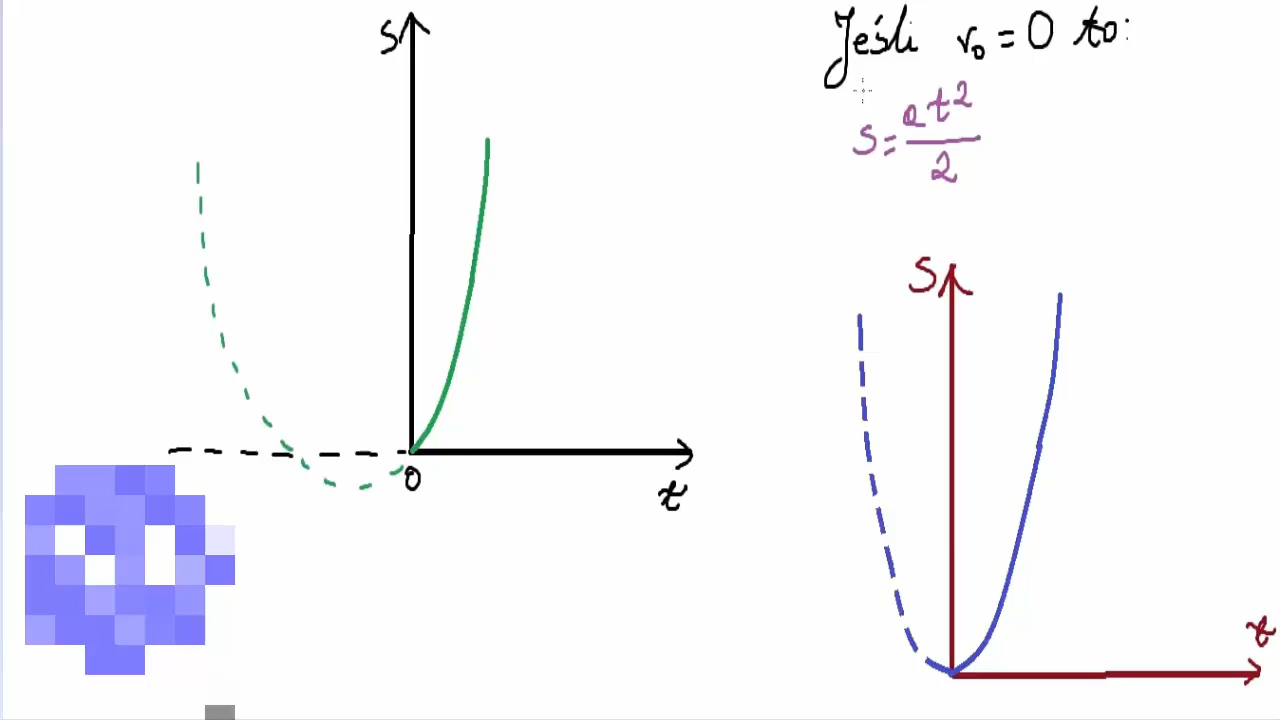 S
0
t
Jeśli v₀ = 0 to:
s = at²/2
S
t